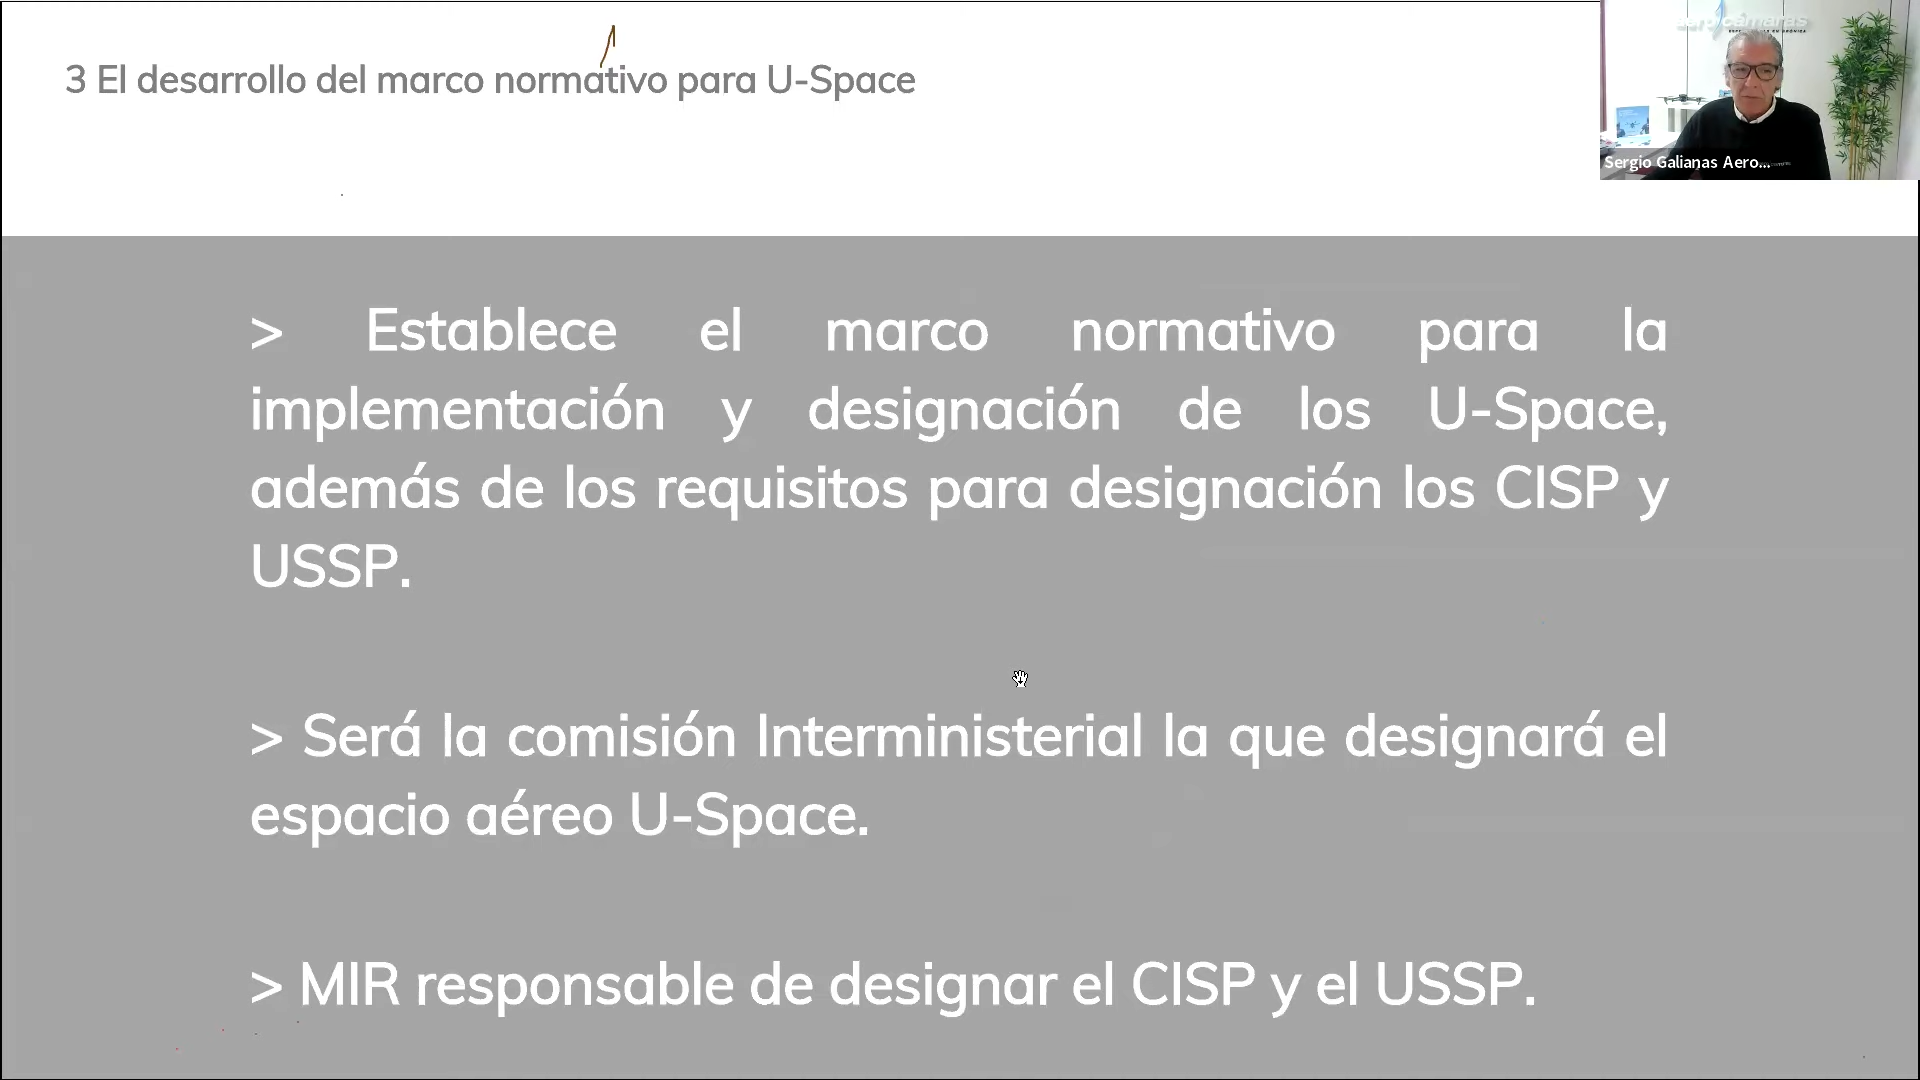 3 El desarrollo del marco normativo para U-Space
cámaras
Sergio Galianas Aero...
> Establece el marco normativo para la
implementación y designación de los U-Space,
además de los requisitos para designación los CISP y
USSP.
> Será la comisión Interministerial la que designará el
espacio aéreo U-Space.
> MIR responsable de designar el CISP y el USSP.